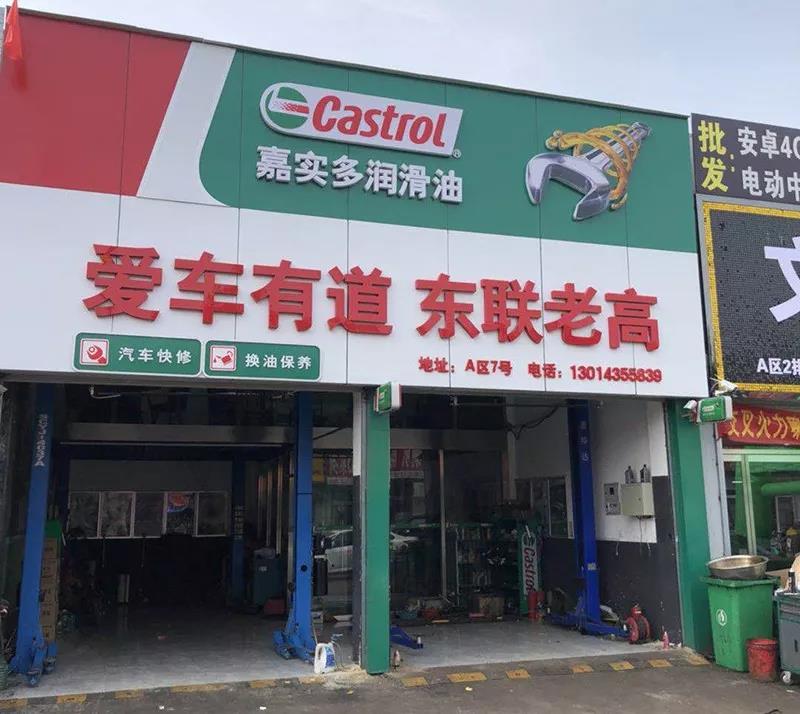 Castrol
嘉实多润滑油
爱车有道 东联老高
汽车快修 换油保养
地址：A区7号 电话：13014355839
批发：安卓4G
电动中
A区2排
Castrol